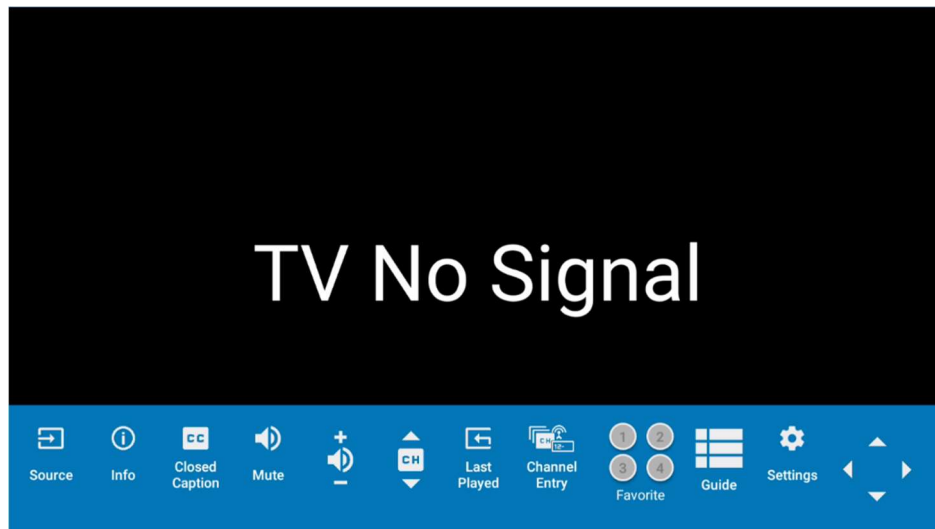 TV No Signal
Source
Info
CC
Closed
Caption
Mute
+
−
CH
Last
Played
CH
12-
Channel
Entry
1 2
3 4
Favorite
Guide
Settings